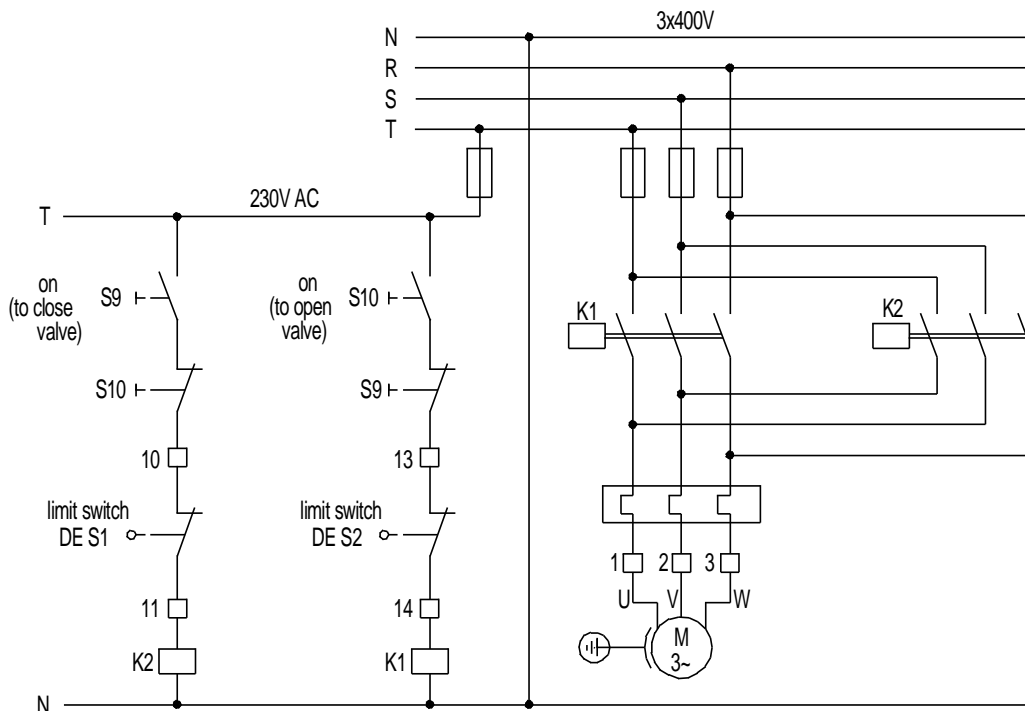 3x400V
N
R
S
T
230V AC
T
on
(to close
valve)
S9
on
(to open
valve)
S10
K1
K2
S10
S9
10
13
limit switch
DE S1
limit switch
DE S2
1
2
3
11
14
U
V
W
M
3~
K2
K1
N